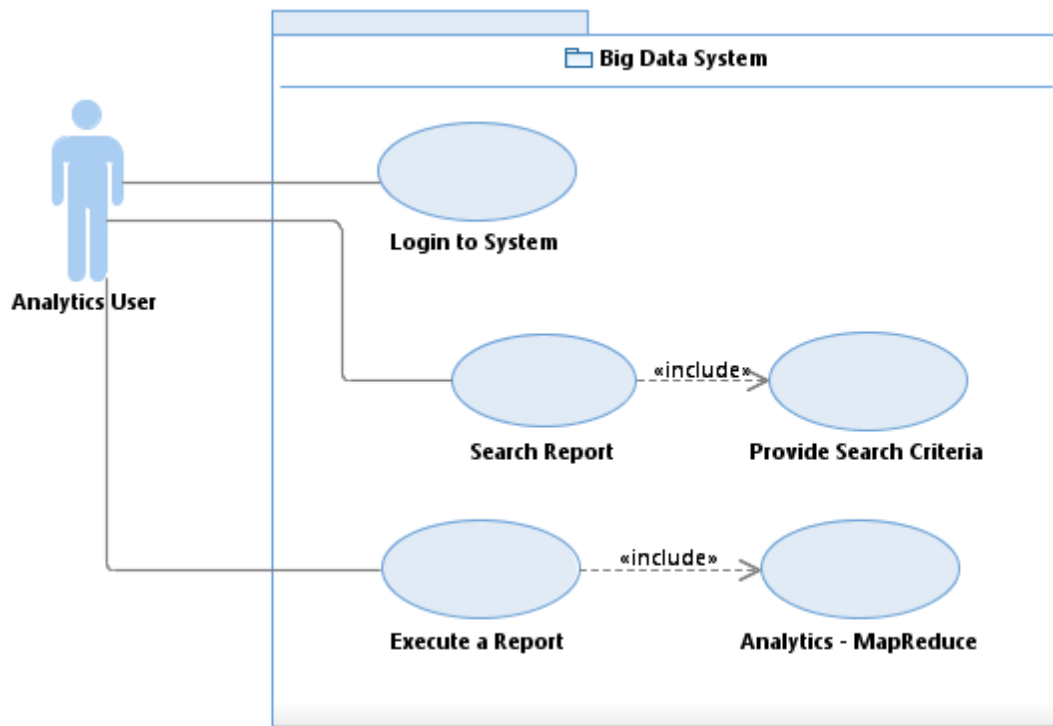 Big Data System
Login to System
Analytics User
«include»
Search Report
Provide Search Criteria
«include»
Execute a Report
Analytics - MapReduce